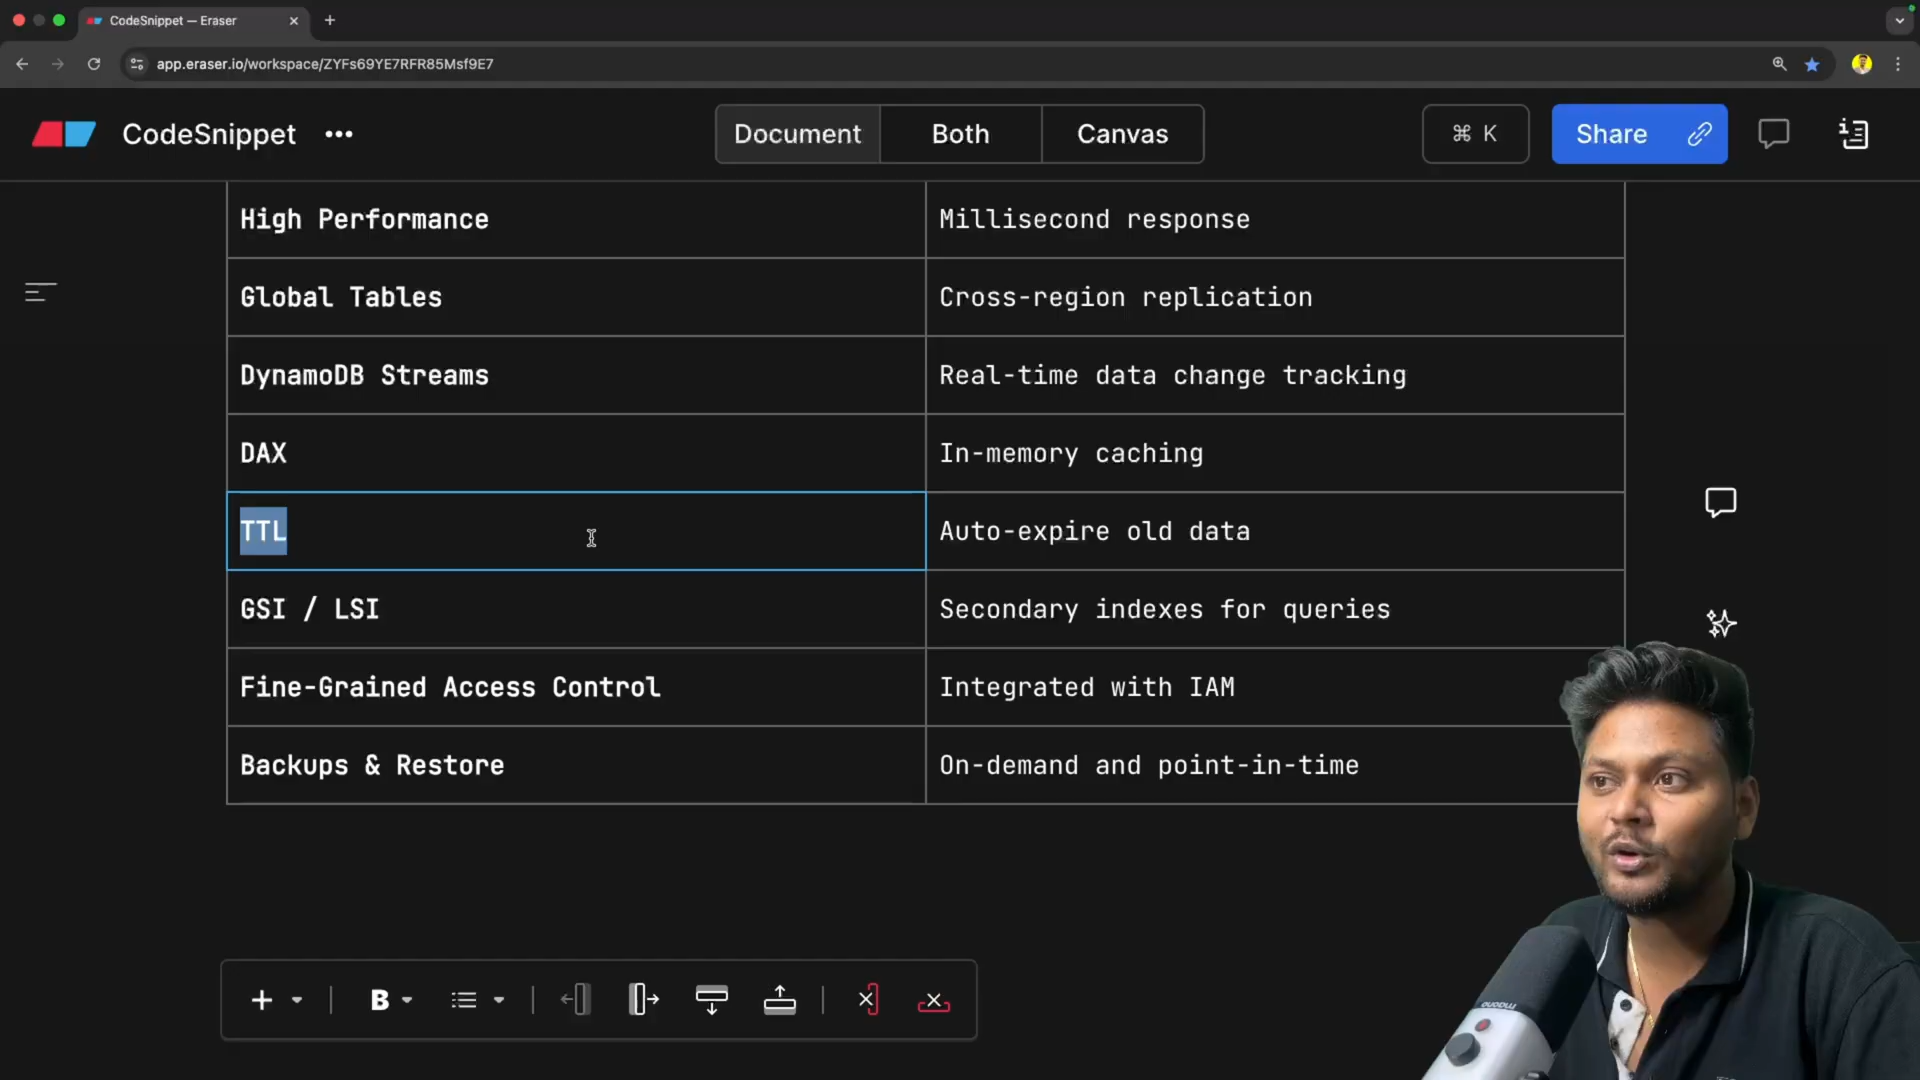 CodeSnippet — Eraser
app.eraser.io/workspace/ZYFs69YE7RFR85Msf9E7
CodeSnippet
Document Both Canvas
⌘ K
Share
High Performance Millisecond response
Global Tables Cross-region replication
DynamoDB Streams Real-time data change tracking
DAX In-memory caching
TTL Auto-expire old data
GSI / LSI Secondary indexes for queries
Fine-Grained Access Control Integrated with IAM
Backups & Restore On-demand and point-in-time
B
maono